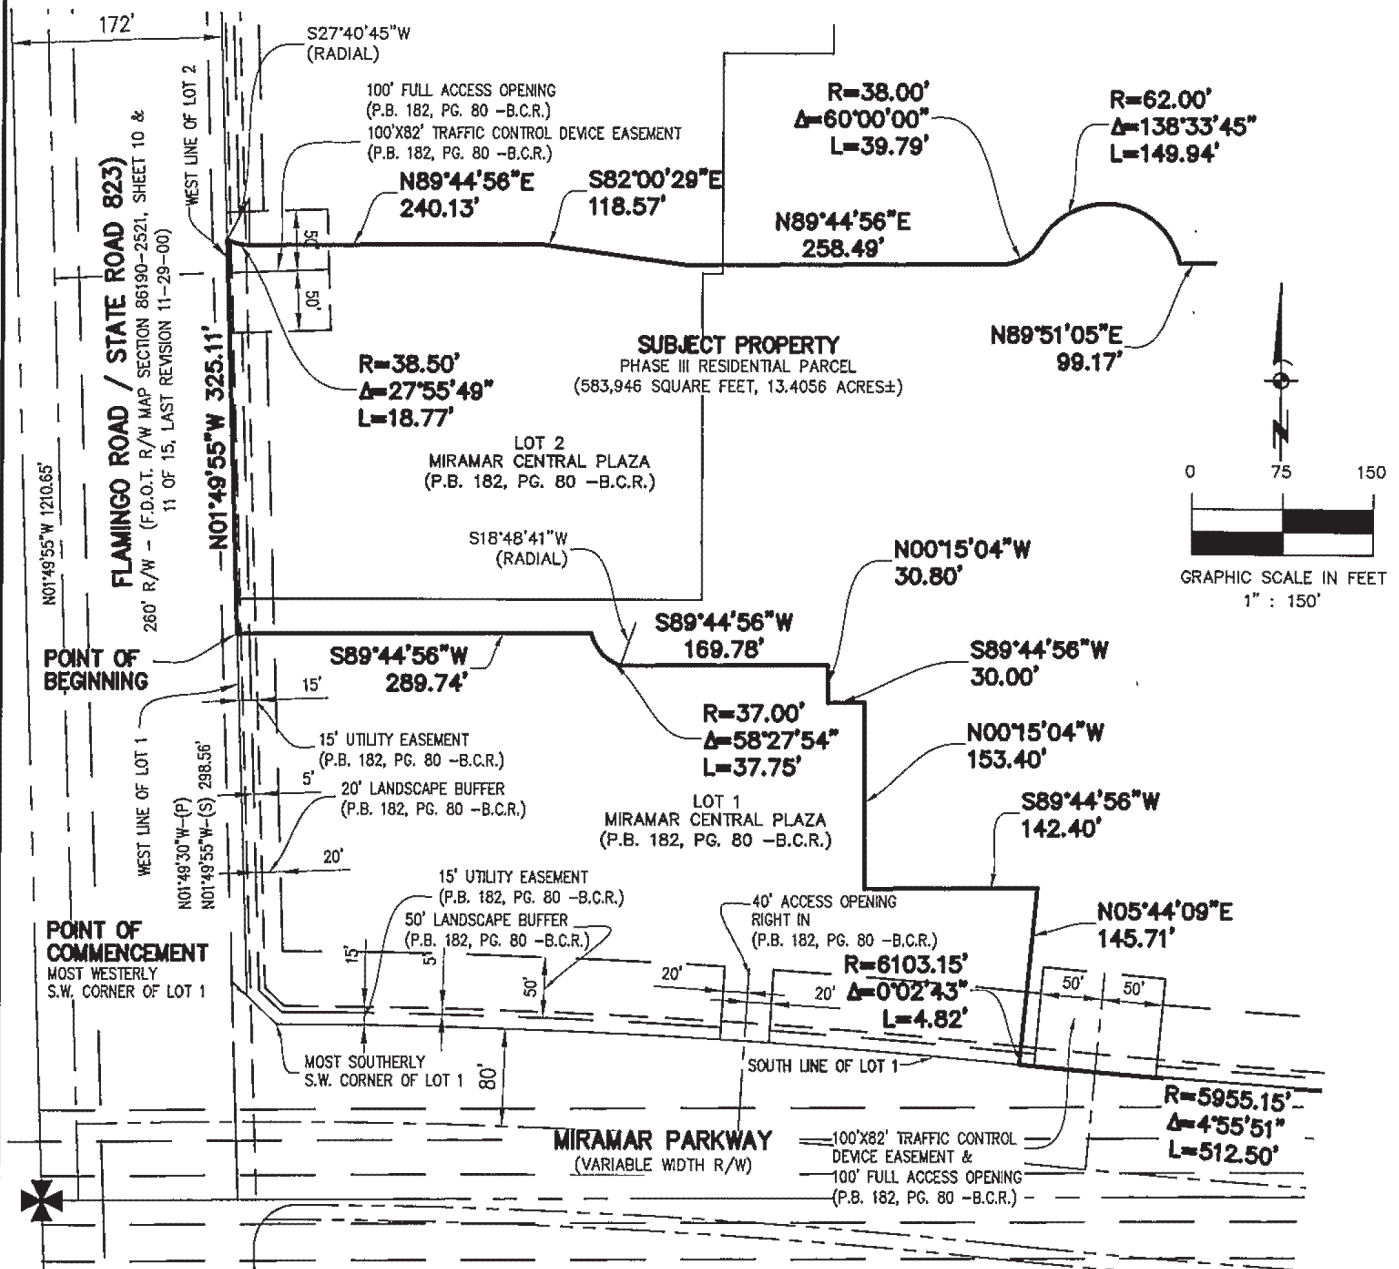 172'
S27°40'45"W
(RADIAL)
100' FULL ACCESS OPENING
(P.B. 182, PG. 80 -B.C.R.)
100'X82' TRAFFIC CONTROL DEVICE EASEMENT
(P.B. 182, PG. 80 -B.C.R.)
WEST LINE OF LOT 2
N89°44'56"E
240.13'
S82°00'29"E
118.57'
R=38.00'
Δ=60°00'00"
L=39.79'
R=62.00'
Δ=138°33'45"
L=149.94'
N89°44'56"E
258.49'
N89°51'05"E
99.17'
50'
50'
FLAMINGO ROAD / STATE ROAD 823)
260' R/W - (F.D.O.T. R/W MAP SECTION 86190-2521, SHEET 10 &
11 OF 15, LAST REVISION 11-29-00)
N01°49'55"W 325.11'
N01°49'55"W 1210.65'
R=38.50'
Δ=27°55'49"
L=18.77'
SUBJECT PROPERTY
PHASE III RESIDENTIAL PARCEL
(583,946 SQUARE FEET, 13.4056 ACRES±)
LOT 2
MIRAMAR CENTRAL PLAZA
(P.B. 182, PG. 80 -B.C.R.)
N
0 75 150
GRAPHIC SCALE IN FEET
1" : 150'
S18°48'41"W
(RADIAL)
N00°15'04"W
30.80'
S89°44'56"W
169.78'
S89°44'56"W
30.00'
POINT OF
BEGINNING
S89°44'56"W
289.74'
R=37.00'
Δ=58°27'54"
L=37.75'
N00°15'04"W
153.40'
15'
15' UTILITY EASEMENT
(P.B. 182, PG. 80 -B.C.R.)
5'
20' LANDSCAPE BUFFER
(P.B. 182, PG. 80 -B.C.R.)
WEST LINE OF LOT 1
N01°49'30"W-(P)
N01°49'55"W-(S) 298.56'
20'
LOT 1
MIRAMAR CENTRAL PLAZA
(P.B. 182, PG. 80 -B.C.R.)
S89°44'56"W
142.40'
15' UTILITY EASEMENT
(P.B. 182, PG. 80 -B.C.R.)
50' LANDSCAPE BUFFER
(P.B. 182, PG. 80 -B.C.R.)
40' ACCESS OPENING
RIGHT IN
(P.B. 182, PG. 80 -B.C.R.)
N05°44'09"E
145.71'
POINT OF
COMMENCEMENT
MOST WESTERLY
S.W. CORNER OF LOT 1
15'
5'
50'
20'
20'
R=6103.15'
Δ=0°02'43"
L=4.82'
50'
50'
MOST SOUTHERLY
S.W. CORNER OF LOT 1
80'
SOUTH LINE OF LOT 1
R=5955.15'
Δ=4°55'51"
L=512.50'
MIRAMAR PARKWAY
(VARIABLE WIDTH R/W)
100'X82' TRAFFIC CONTROL
DEVICE EASEMENT &
100' FULL ACCESS OPENING
(P.B. 182, PG. 80 -B.C.R.)